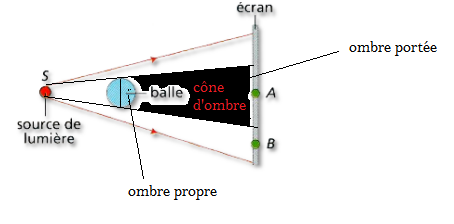 écran
ombre portée
S
balle
cône
d'ombre
A
source de
lumière
B
ombre propre